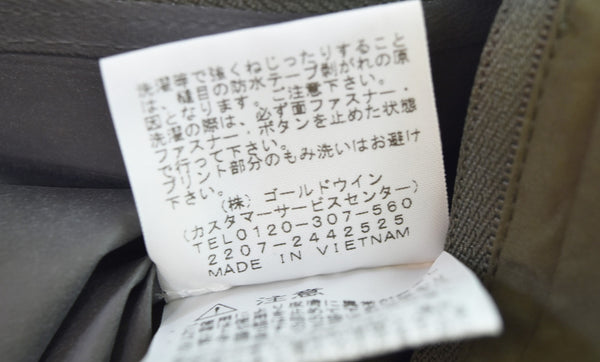 洗濯等で強くねじったりすること
は、縫目の防水テープ剥がれの原
因となります。ご注意下さい。
洗濯の際は、必ず面ファスナー・
ファスナー・ボタンを止めた状態
で行って下さい。
プリント部分のもみ洗いはお避け
下さい。
(株) ゴールドウイン
(カスタマーサービスセンター)
TEL0120-307-560
2207-2442525
MADE IN VIETNAM
注意